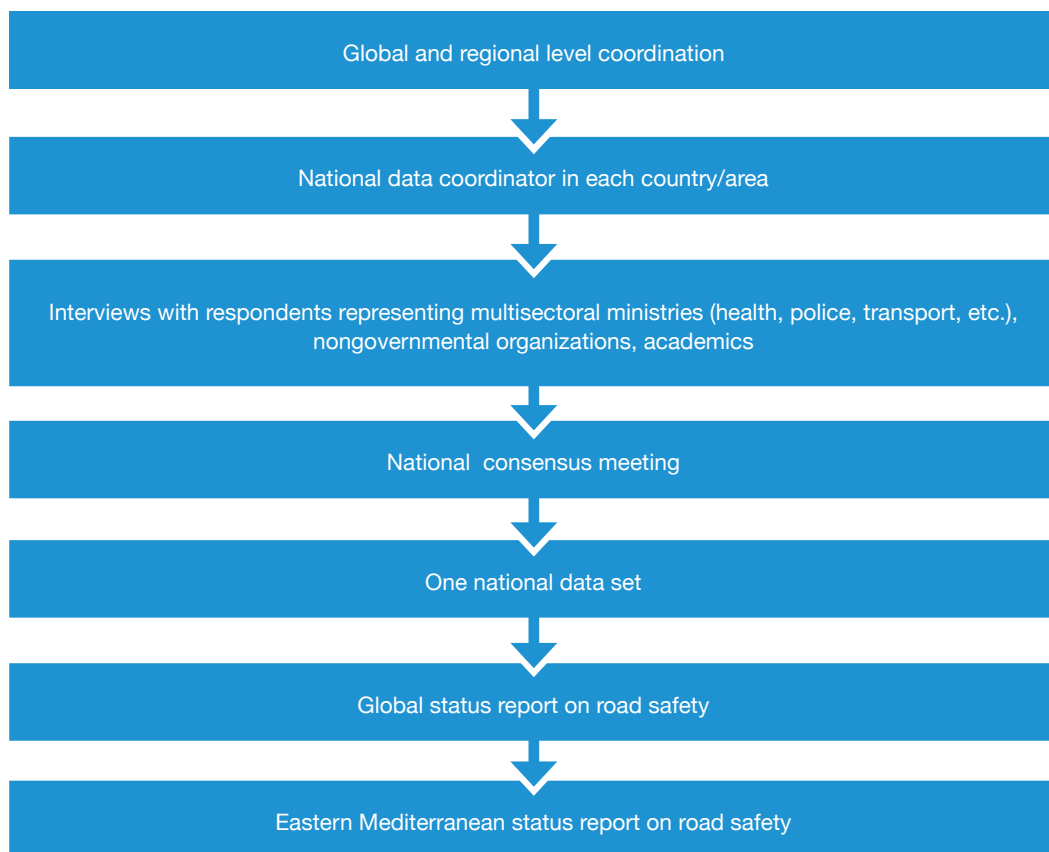 Global and regional level coordination
National data coordinator in each country/area
Interviews with respondents representing multisectoral ministries (health, police, transport, etc.),
nongovernmental organizations, academics
National  consensus meeting
One national data set
Global status report on road safety
Eastern Mediterranean status report on road safety